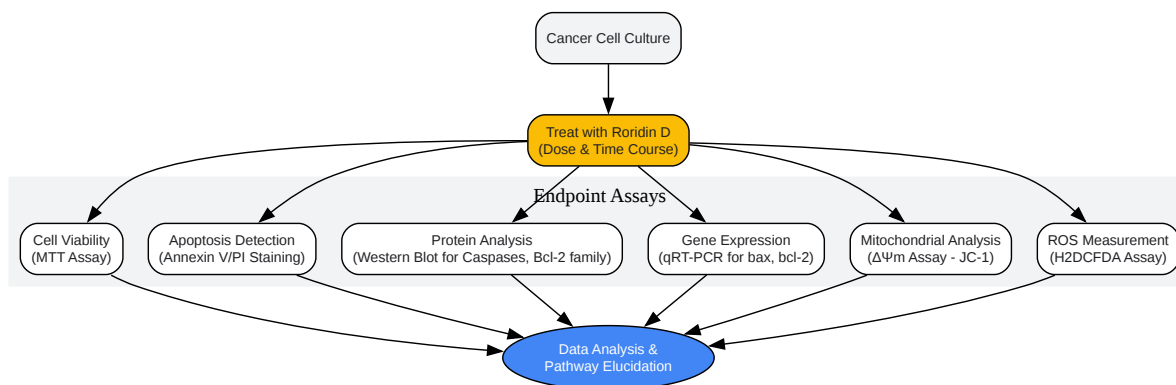 Cancer Cell Culture
Treat with Roridin D
(Dose & Time Course)
Endpoint Assays
Cell Viability
(MTT Assay)
Apoptosis Detection
(Annexin V/PI Staining)
Protein Analysis
(Western Blot for Caspases, Bcl-2 family)
Gene Expression
(qRT-PCR for bax, bcl-2)
Mitochondrial Analysis
(ΔΨm Assay - JC-1)
ROS Measurement
(H2DCFDA Assay)
Data Analysis &
Pathway Elucidation